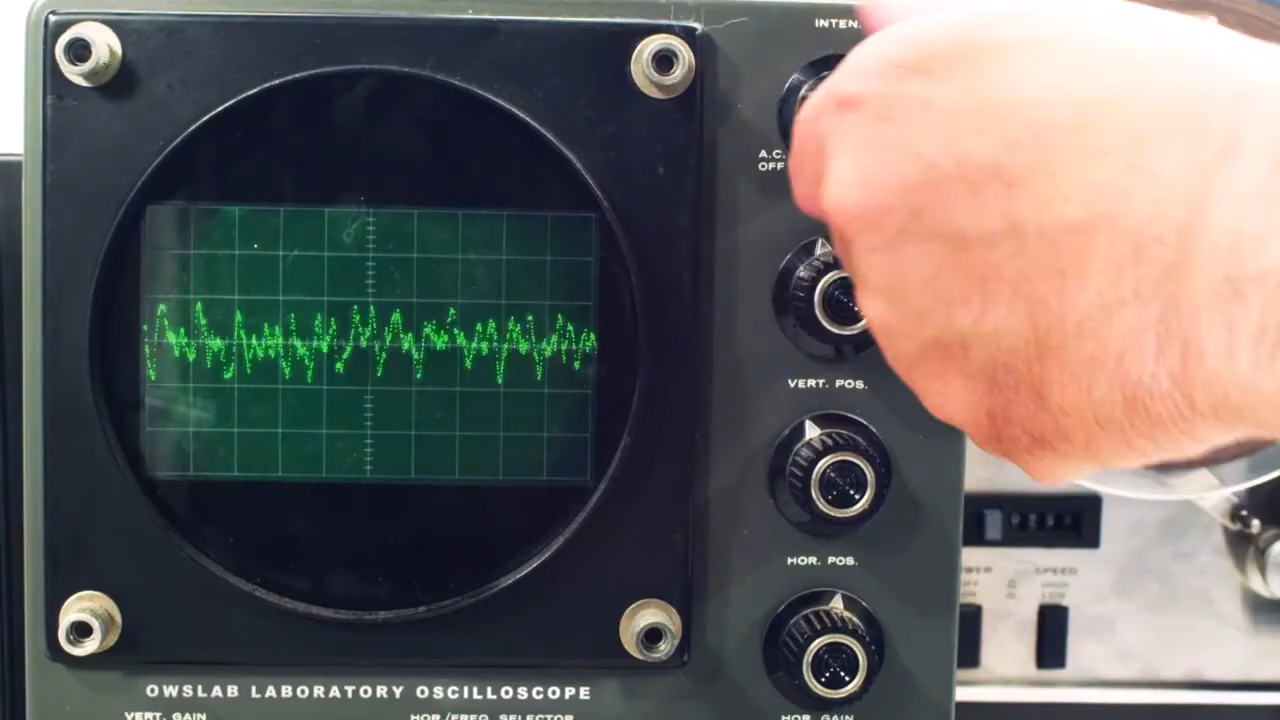 INTEN.
A.C.
OFF
VERT. POS.
HOR. POS.
SPEED
OWSLAB LABORATORY OSCILLOSCOPE
VERT. GAIN
HOR./FREQ. SELECTOR
HOR. GAIN